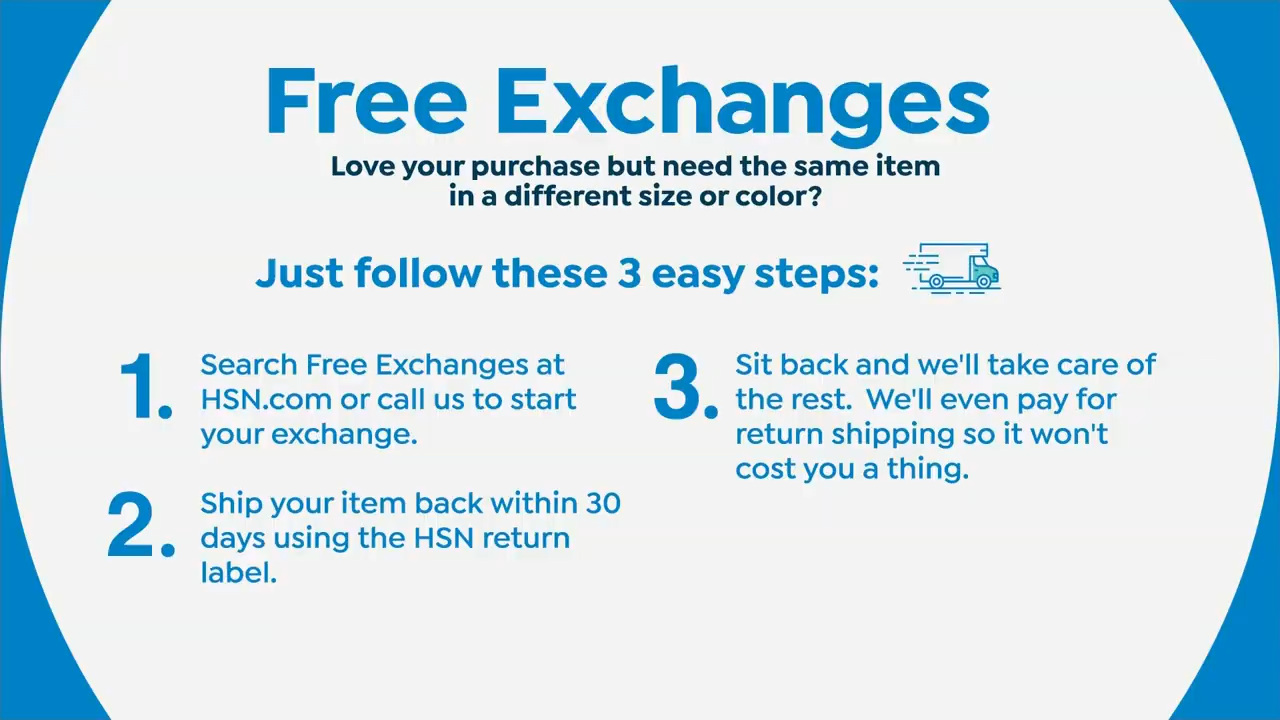 Free Exchanges
Love your purchase but need the same item
in a different size or color?
Just follow these 3 easy steps:
1. Search Free Exchanges at
HSN.com or call us to start
your exchange.
2. Ship your item back within 30
days using the HSN return
label.
3. Sit back and we'll take care of
the rest.  We'll even pay for
return shipping so it won't
cost you a thing.